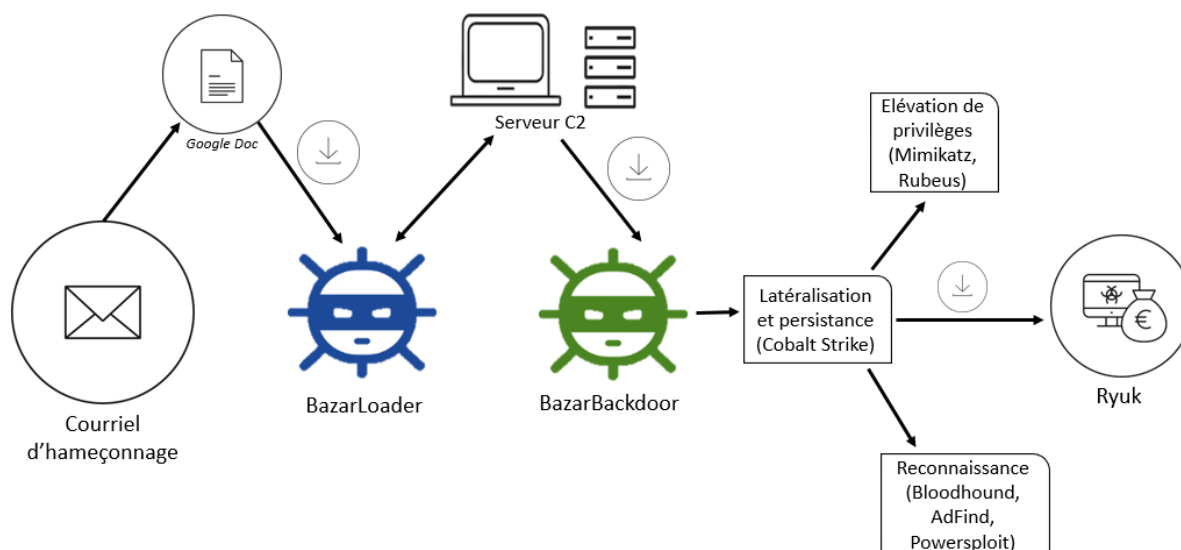 Google Doc
Serveur C2
Elévation de
privilèges
(Mimikatz,
Rubeus)
Latéralisation
et persistance
(Cobalt Strike)
€
Courriel
d’hameçonnage
BazarLoader
BazarBackdoor
Ryuk
Reconnaissance
(Bloodhound,
AdFind,
Powersploit)